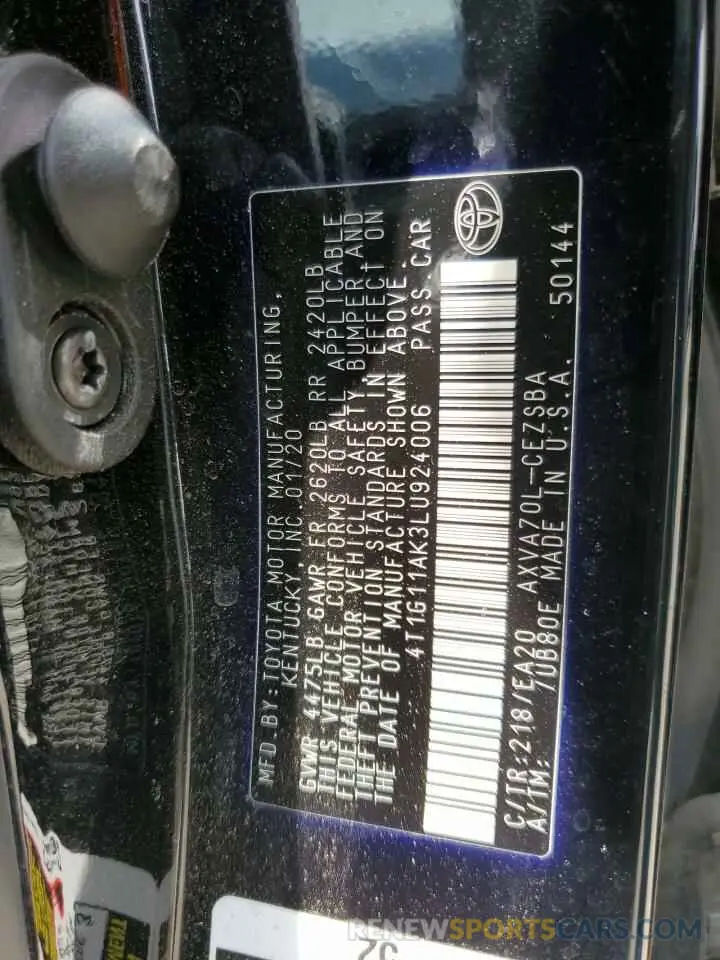 MFD.BY:TOYOTA MOTOR MANUFACTURING,
KENTUCKY, INC. 01/20
GVWR 4475LB GAWR FR 2620LB RR 2420LB
THIS VEHICLE CONFORMS TO ALL APPLICABLE
FEDERAL MOTOR VEHICLE SAFETY BUMPER, AND
THEFT PREVENTION STANDARDS IN EFFECT ON
THE DATE OF MANUFACTURE SHOWN ABOVE.
4T1G11AK3LU924006 PASS.CAR
C/TR:218/EA20 AXVA70L-CEZSBA
A/TM: /UB80E MADE IN U.S.A. 50144
RENEWSPORTSCARS.COM